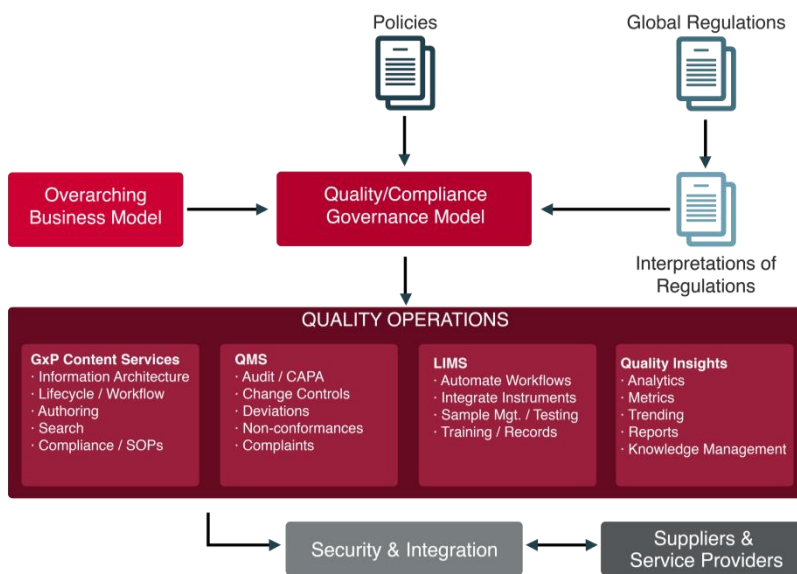 Policies
Global Regulations
Overarching
Business Model
Quality/Compliance
Governance Model
Interpretations of
Regulations
QUALITY OPERATIONS
GxP Content Services
· Information Architecture
· Lifecycle / Workflow
· Authoring
· Search
· Compliance / SOPs
QMS
· Audit / CAPA
· Change Controls
· Deviations
· Non-conformances
· Complaints
LIMS
· Automate Workflows
· Integrate Instruments
· Sample Mgt. / Testing
· Training / Records
Quality Insights
· Analytics
· Metrics
· Trending
· Reports
· Knowledge Management
Security & Integration
Suppliers &
Service Providers